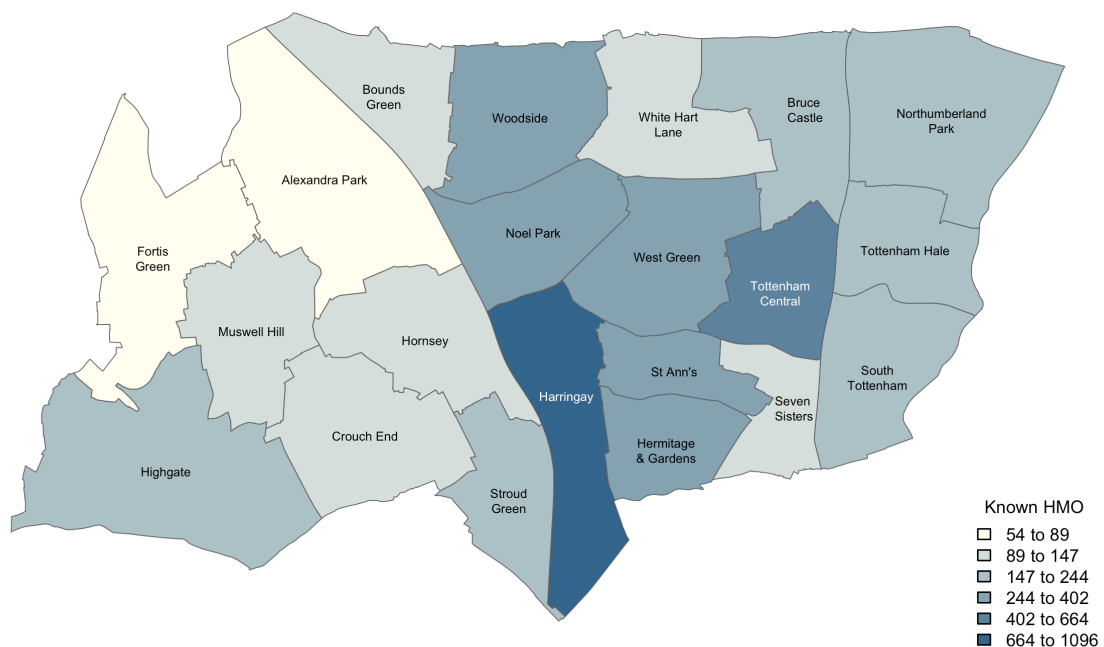 Bounds
Green
Woodside
White Hart
Lane
Bruce
Castle
Northumberland
Park
Alexandra Park
Noel Park
West Green
Tottenham Hale
Fortis
Green
Tottenham
Central
Muswell Hill
Hornsey
St Ann's
South
Tottenham
Harringay
Seven
Sisters
Crouch End
Hermitage
& Gardens
Highgate
Stroud
Green
Known HMO
54 to 89
89 to 147
147 to 244
244 to 402
402 to 664
664 to 1096